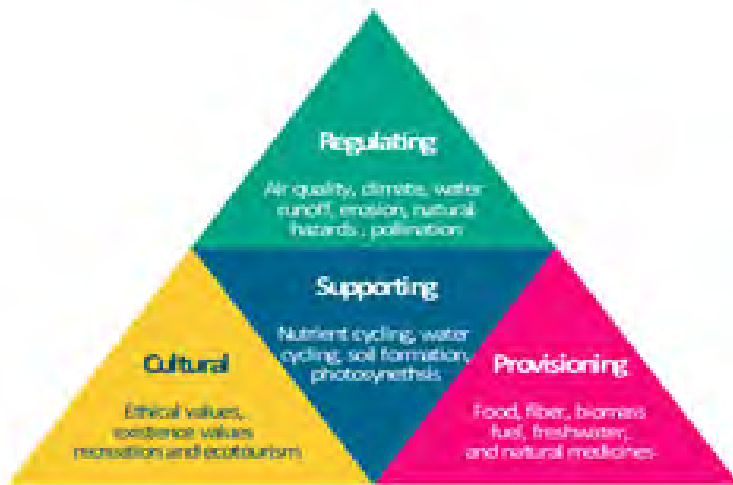 Regulating
Air quality, climate, water
runoff, erosion, natural
hazards , pollination
Supporting
Nutrient cycling, water
cycling, soil formation,
photosynethsis
Cultural
Ethical values,
existence values
recreation and ecotourism
Provisioning
Food, fiber, biomass
fuel, freshwater,
and natural medicines